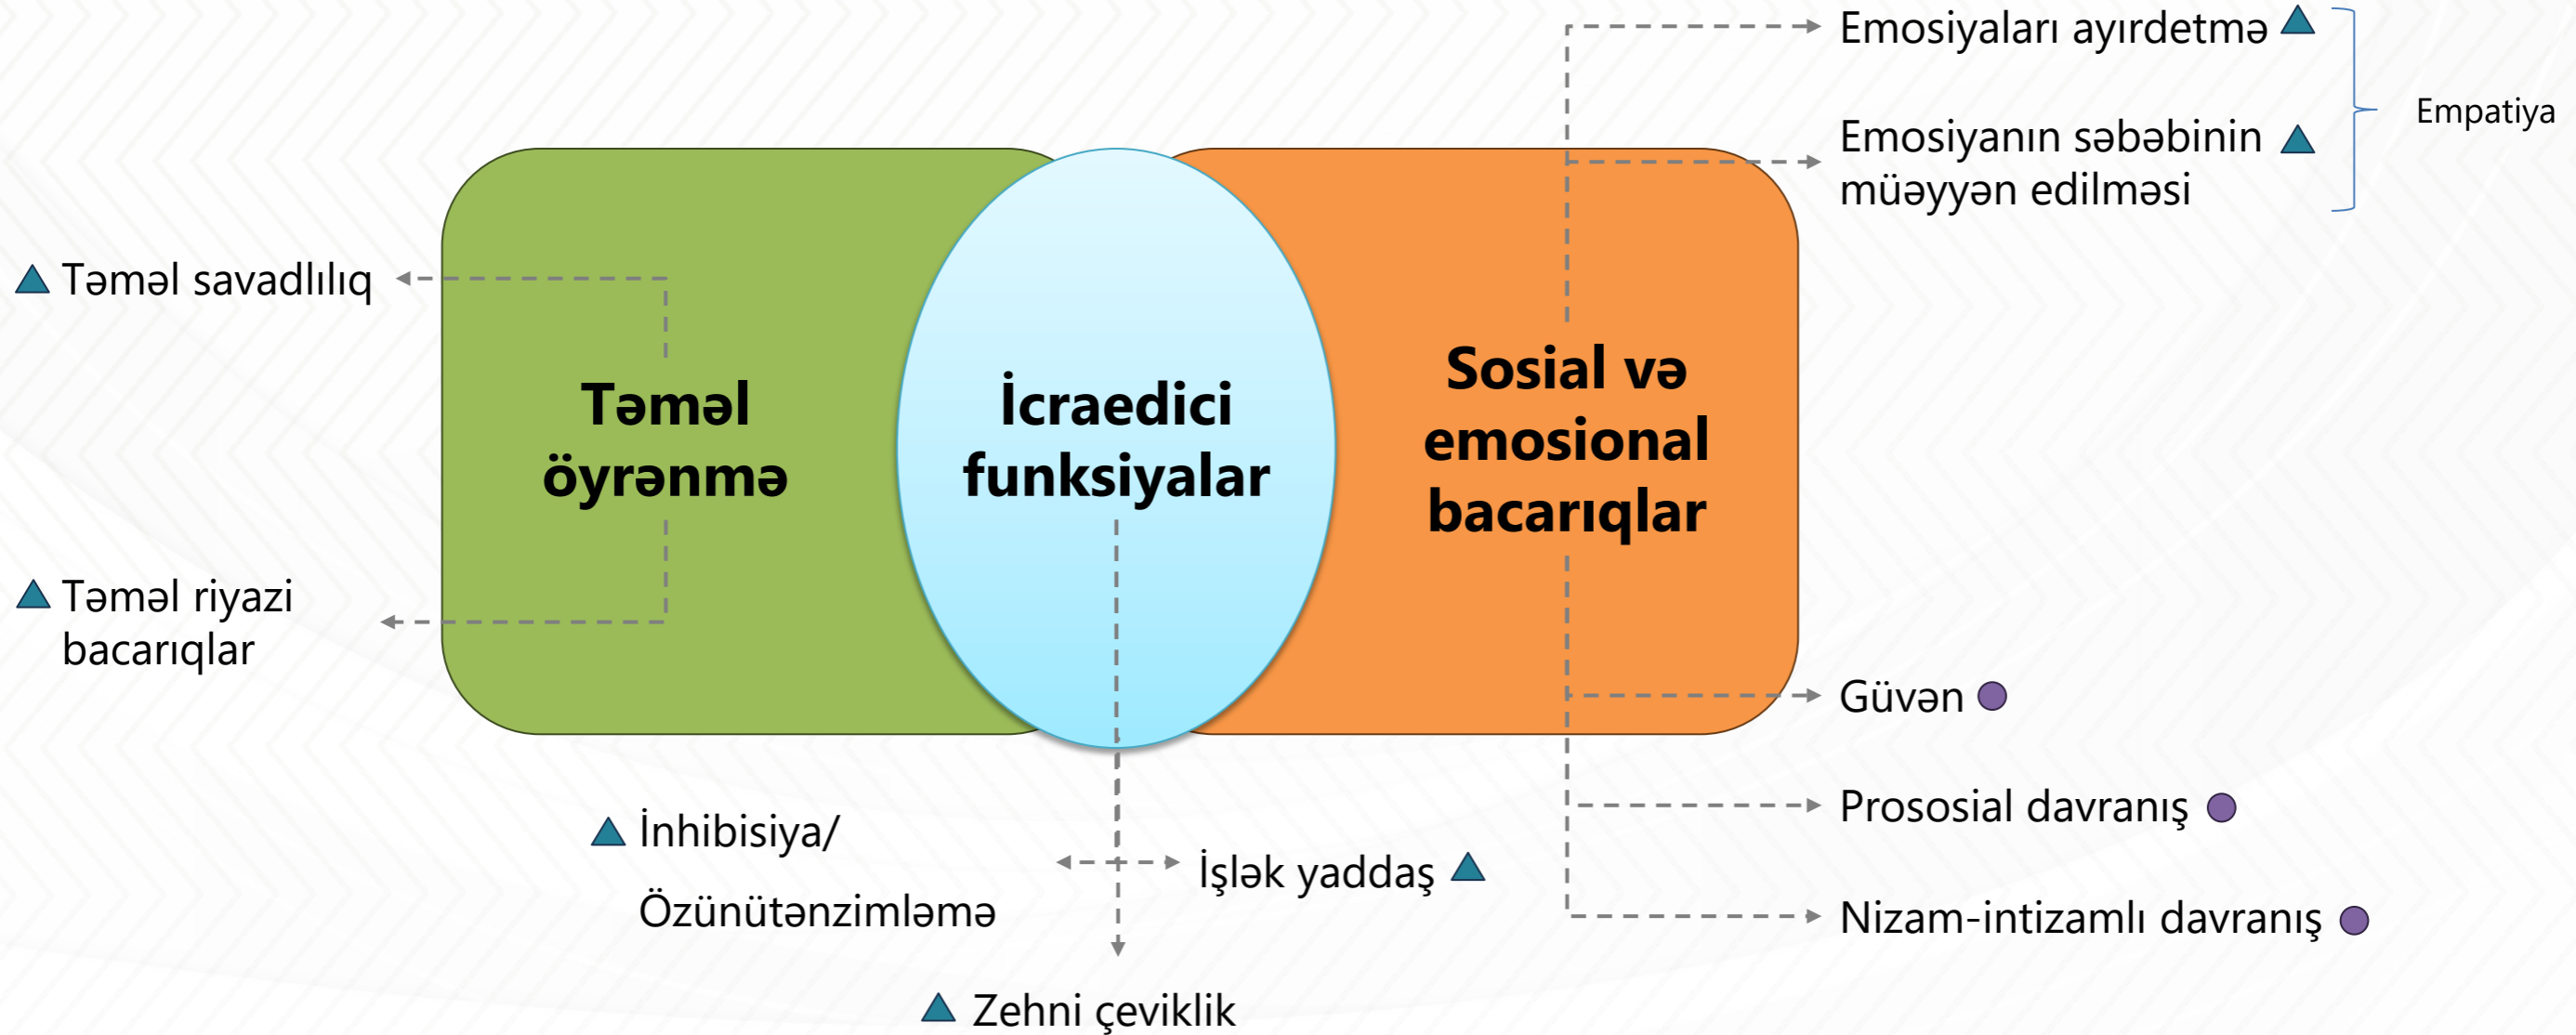 Emosiyaları ayırdetmə
Emosiyanın səbəbinin
müəyyən edilməsi
Empatiya
Təməl savadlılıq
Təməl riyazi
bacarıqlar
Təməl
öyrənmə
İcraedici
funksiyalar
Sosial və
emosional
bacarıqlar
Güvən
Prososial davranış
Nizam-intizamlı davranış
İnhibisiya/
Özünütənzimləmə
İşlək yaddaş
Zehni çeviklik